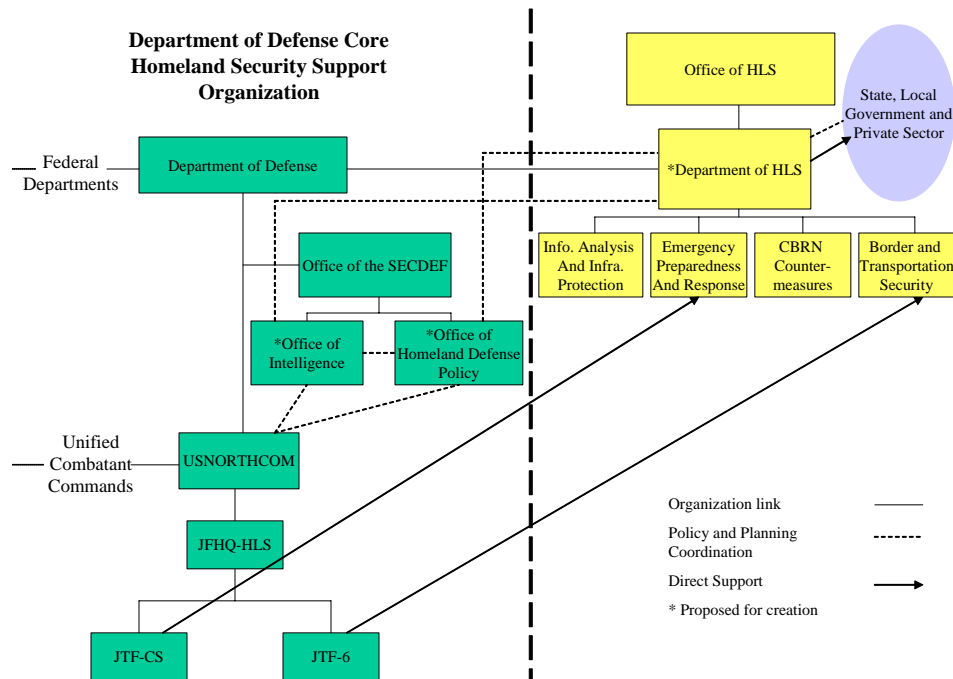 Department of Defense Core
Homeland Security Support
Organization
Office of HLS
State, Local
Government and
Private Sector
Federal
Departments
Department of Defense
*Department of HLS
Info. Analysis
And Infra.
Protection
Emergency
Preparedness
And Response
CBRN
Counter-
measures
Border and
Transportation
Security
Office of the SECDEF
*Office of
Intelligence
*Office of
Homeland Defense
Policy
Unified
Combatant
Commands
USNORTHCOM
JFHQ-HLS
JTF-CS
JTF-6
Organization link
Policy and Planning
Coordination
Direct Support
* Proposed for creation